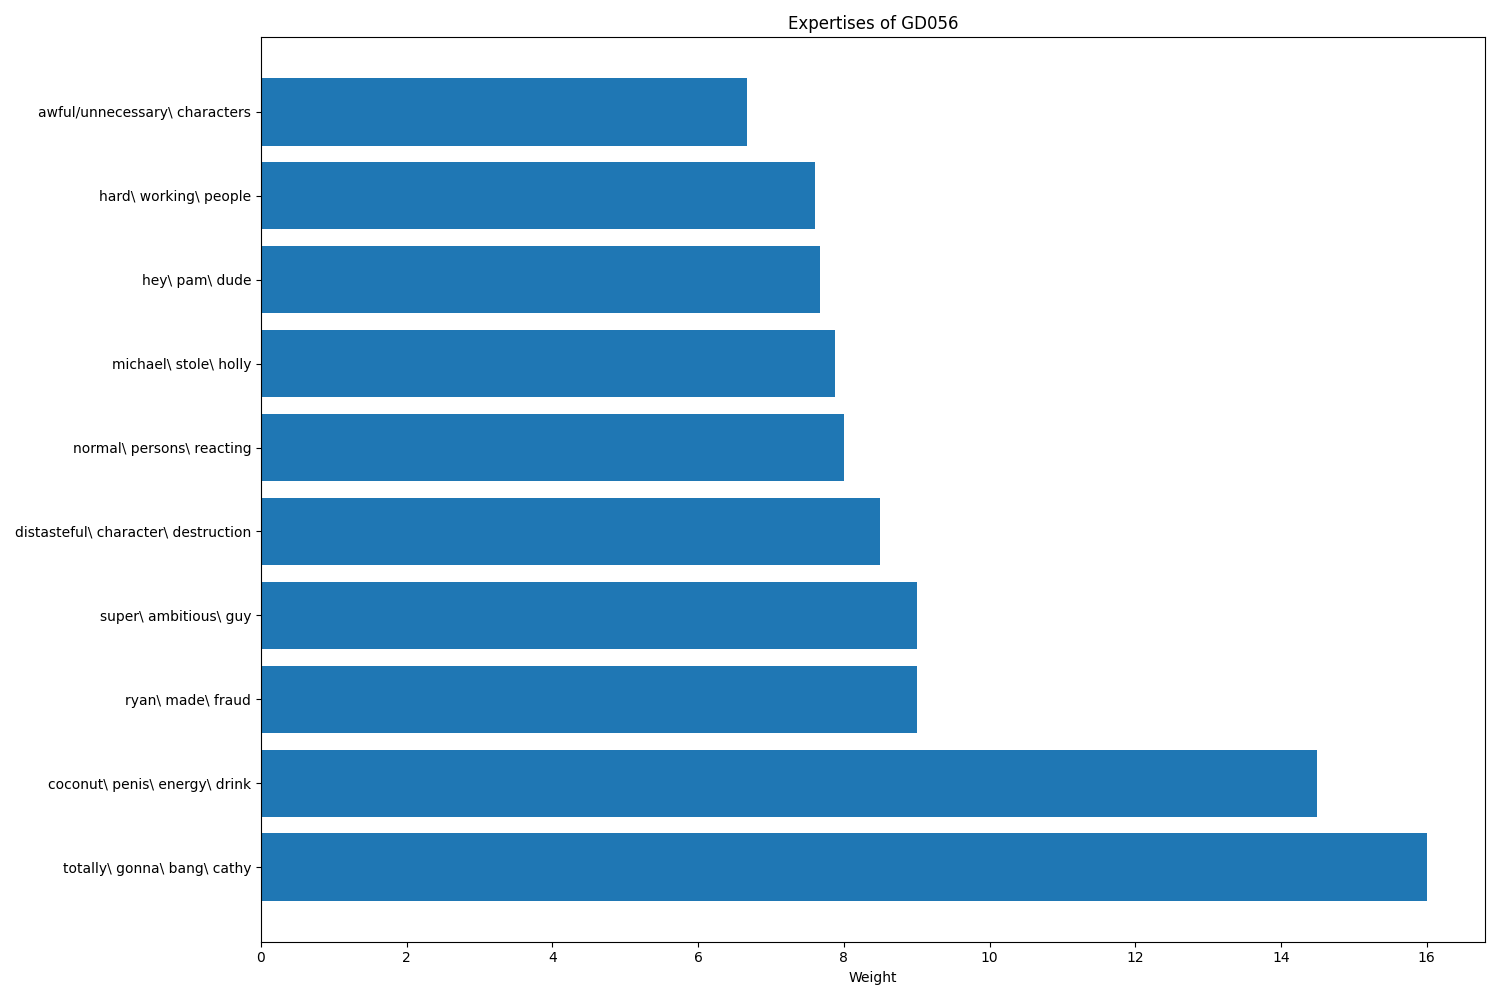 Expertises of GD056
awful/unnecessary\ characters
hard\ working\ people
hey\ pam\ dude
michael\ stole\ holly
normal\ persons\ reacting
distasteful\ character\ destruction
super\ ambitious\ guy
ryan\ made\ fraud
coconut\ penis\ energy\ drink
totally\ gonna\ bang\ cathy
0 2 4 6 8 10 12 14 16
Weight